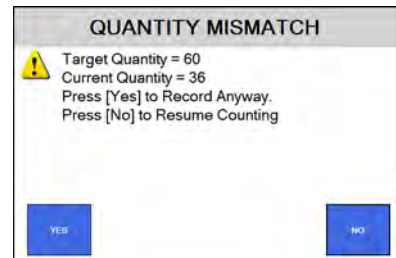 QUANTITY MISMATCH
Target Quantity = 60
Current Quantity = 36
Press [Yes] to Record Anyway.
Press [No] to Resume Counting
YES
NO